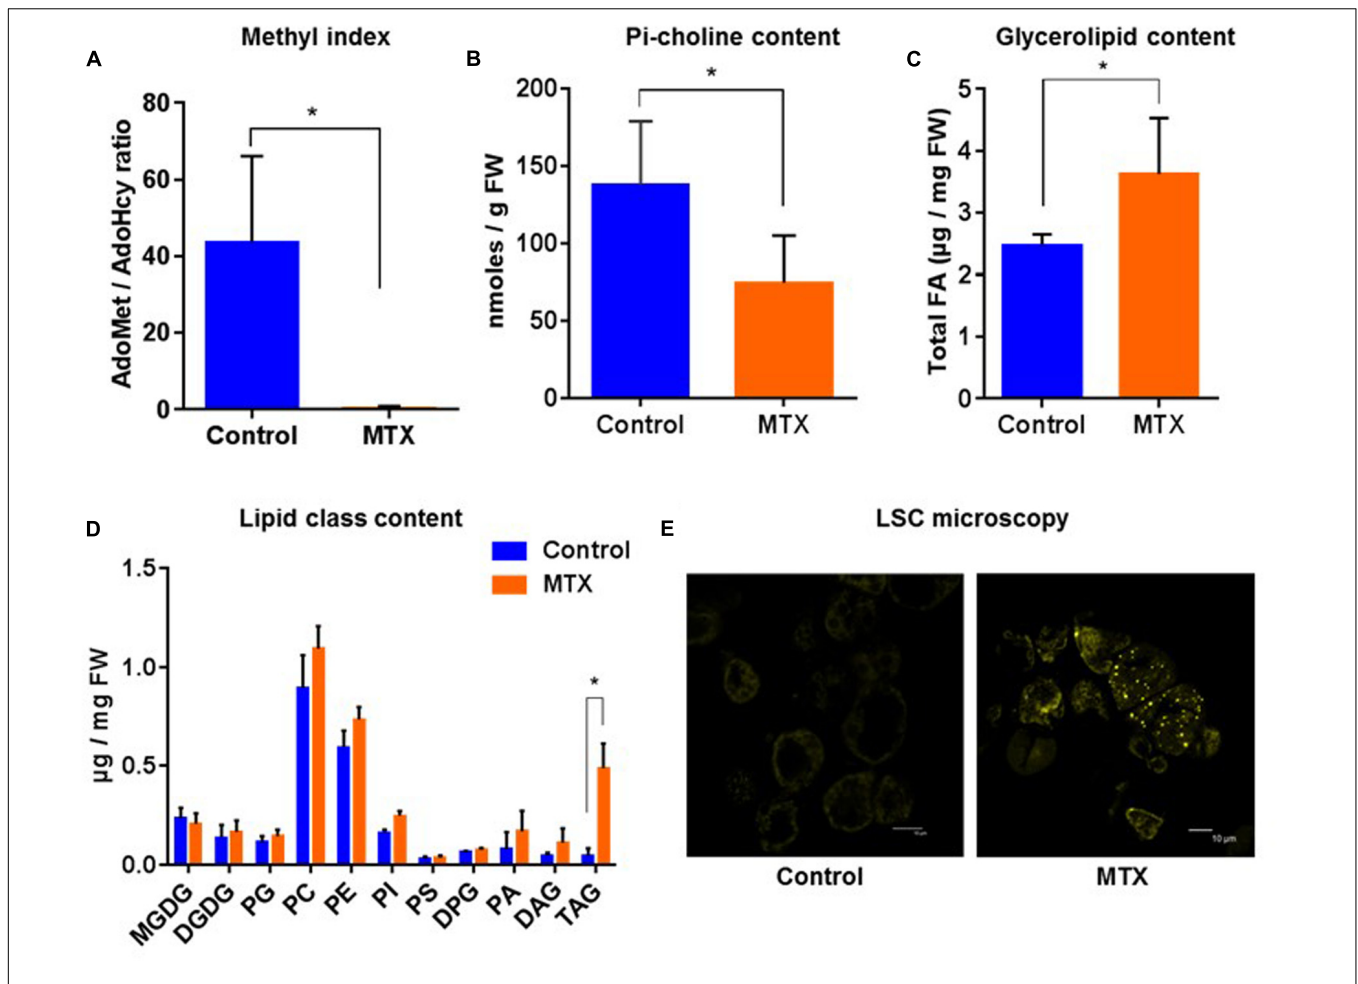 Methyl index
A
*
AdoMet / AdoHcy ratio
80
60
40
20
0
Control
MTX
Pi-choline content
B
*
nmoles / g FW
200
150
100
50
0
Control
MTX
Glycerolipid content
C
*
Total FA (µg / mg FW)
5
4
3
2
1
0
Control
MTX
Lipid class content
D
Control
MTX
*
µg / mg FW
1.5
1.0
0.5
0.0
MGDG
DGDG
PG
PC
PE
PI
PS
DPG
PA
DAG
TAG
LSC microscopy
E
10 µm
10 µm
Control
MTX